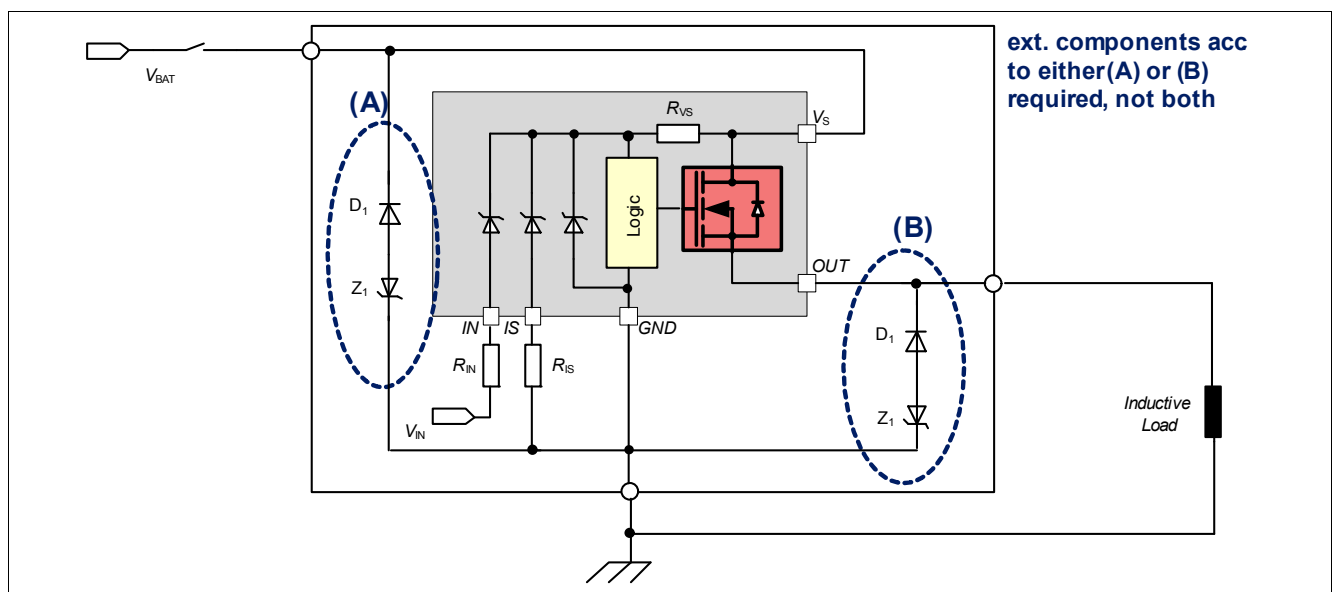 ext. components acc
to either(A) or (B)
required, not both
VBAT
(A)
RVS
VS
D1
Logic
Z1
(B)
OUT
IN
IS
GND
D1
RIN
RIS
Z1
VIN
Inductive
Load